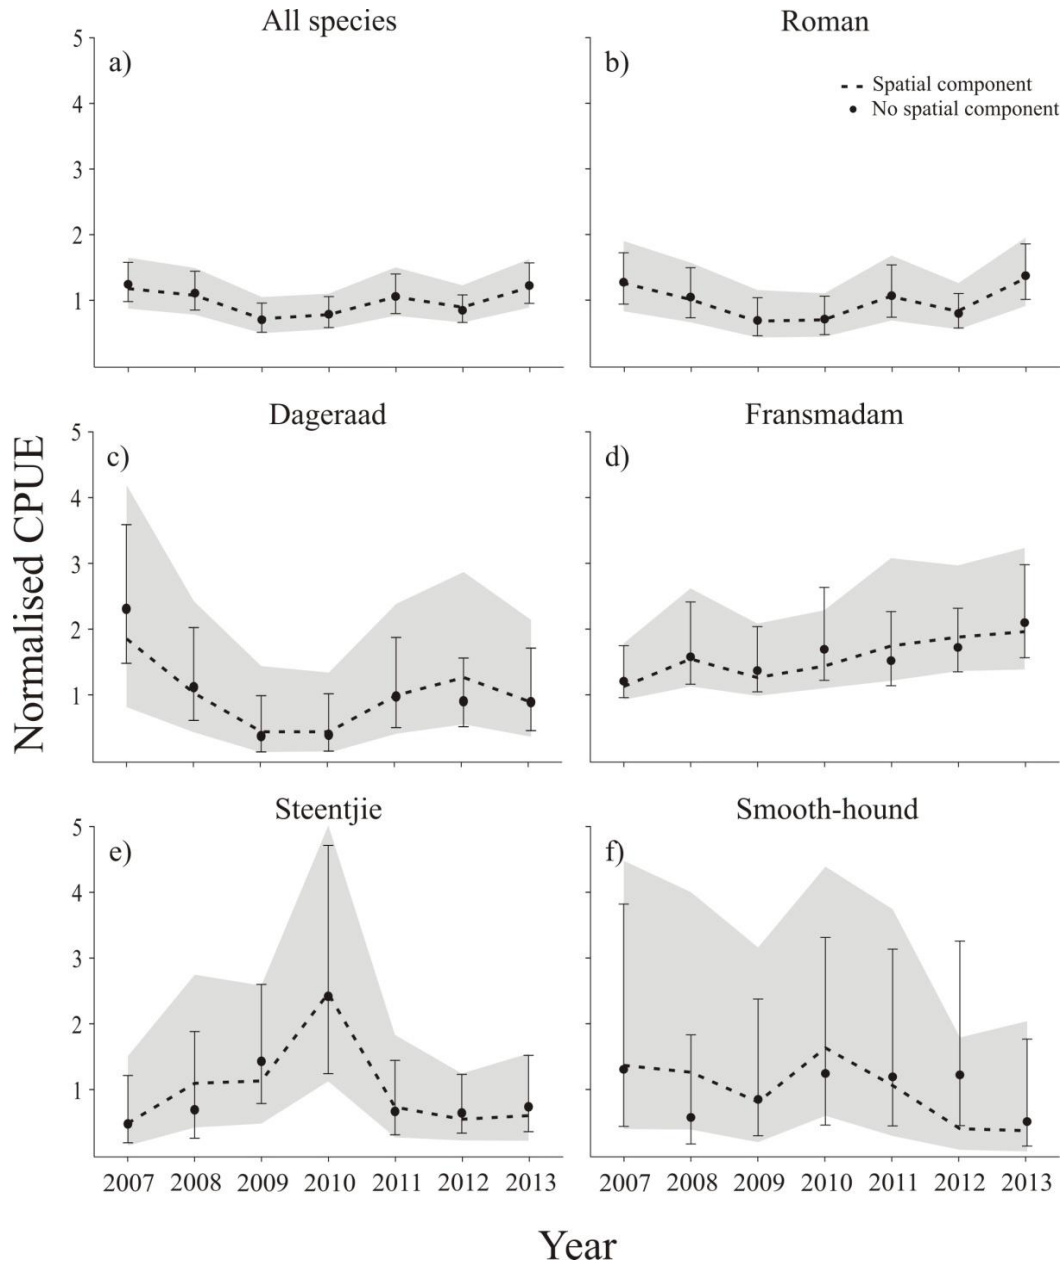 All species
Roman
a)
b)
Spatial component
No spatial component
5
4
3
2
1
Dageraad
Fransmadam
c)
d)
5
4
3
2
1
Normalised CPUE
Steentjie
Smooth-hound
e)
f)
5
4
3
2
1
2007 2008 2009 2010 2011 2012 2013
2007 2008 2009 2010 2011 2012 2013
Year